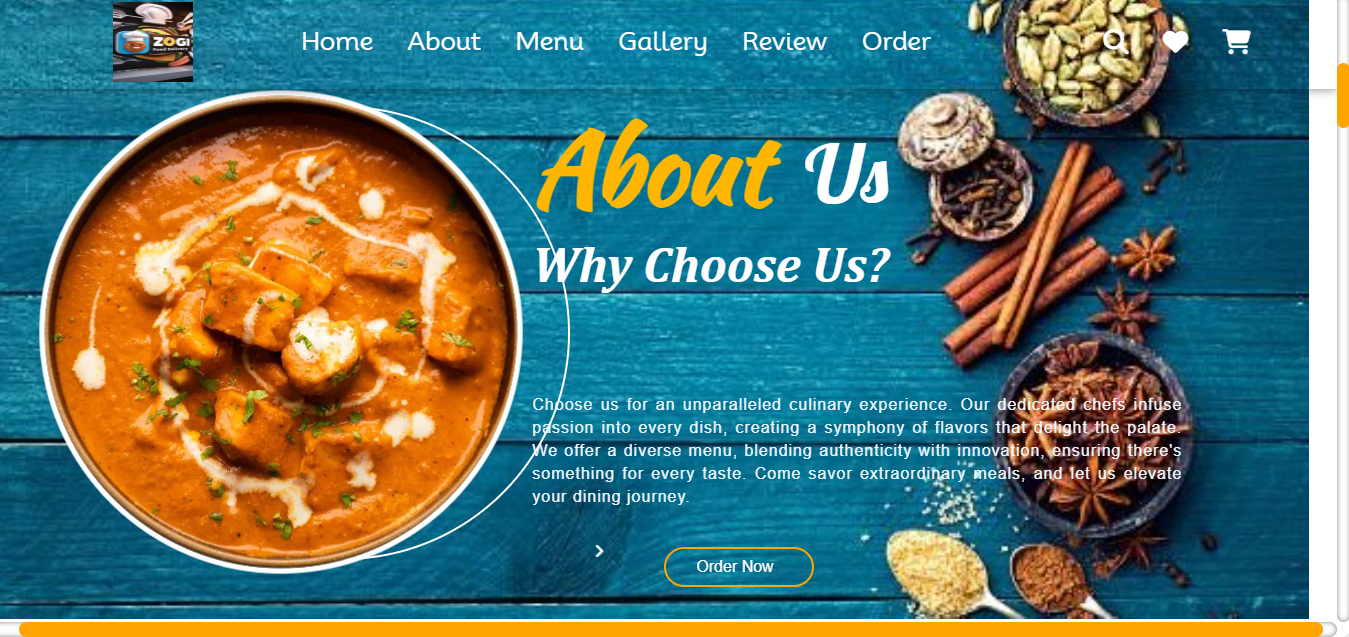 ZOGI
Food Delivery
Home About Menu Gallery Review Order
About Us
Why Choose Us?
Choose us for an unparalleled culinary experience. Our dedicated chefs infuse
passion into every dish, creating a symphony of flavors that delight the palate.
We offer a diverse menu, blending authenticity with innovation, ensuring there's
something for every taste. Come savor extraordinary meals, and let us elevate
your dining journey.
Order Now